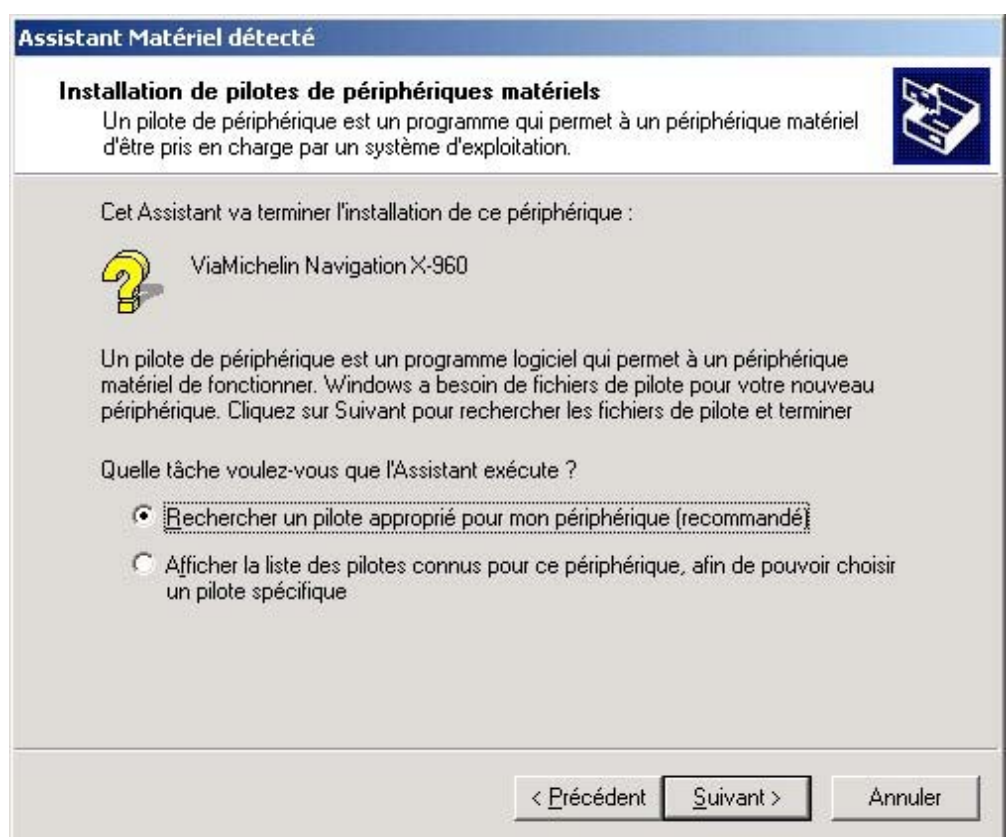 Assistant Matériel détecté
Installation de pilotes de périphériques matériels
Un pilote de périphérique est un programme qui permet à un périphérique matériel
d'être pris en charge par un système d'exploitation.
Cet Assistant va terminer l'installation de ce périphérique :
ViaMichelin Navigation X-960
Un pilote de périphérique est un programme logiciel qui permet à un périphérique
matériel de fonctionner. Windows a besoin de fichiers de pilote pour votre nouveau
périphérique. Cliquez sur Suivant pour rechercher les fichiers de pilote et terminer
Quelle tâche voulez-vous que l'Assistant exécute ?
Rechercher un pilote approprié pour mon périphérique (recommandé)
Afficher la liste des pilotes connus pour ce périphérique, afin de pouvoir choisir
un pilote spécifique
< Précédent Suivant > Annuler